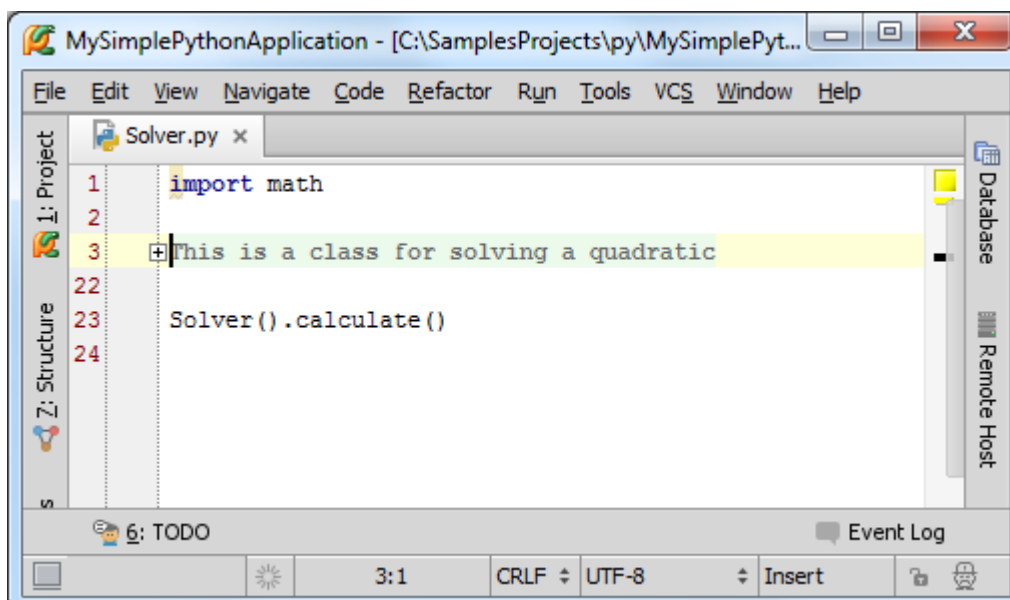 MySimplePythonApplication - [C:\SamplesProjects\py\MySimplePyt...
File Edit View Navigate Code Refactor Run Tools VCS Window Help
Solver.py
1: Project
7: Structure
s
Database
Remote Host
1 import math
2
3 This is a class for solving a quadratic
22
23 Solver().calculate()
24
6: TODO Event Log
3:1 CRLF UTF-8 Insert